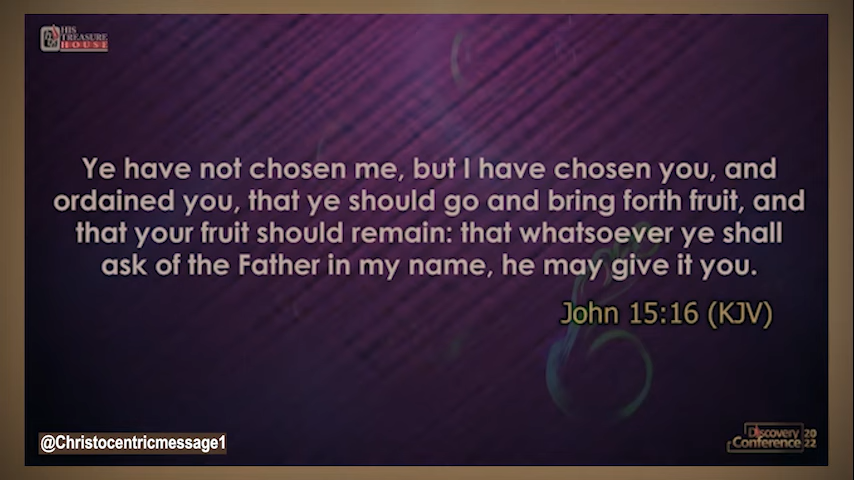 HIS
TREASURE
HOUSE
Ye have not chosen me, but I have chosen you, and
ordained you, that ye should go and bring forth fruit, and
that your fruit should remain: that whatsoever ye shall
ask of the Father in my name, he may give it you.
John 15:16 (KJV)
@Christocentricmessage1
Discovery
Conference 2022